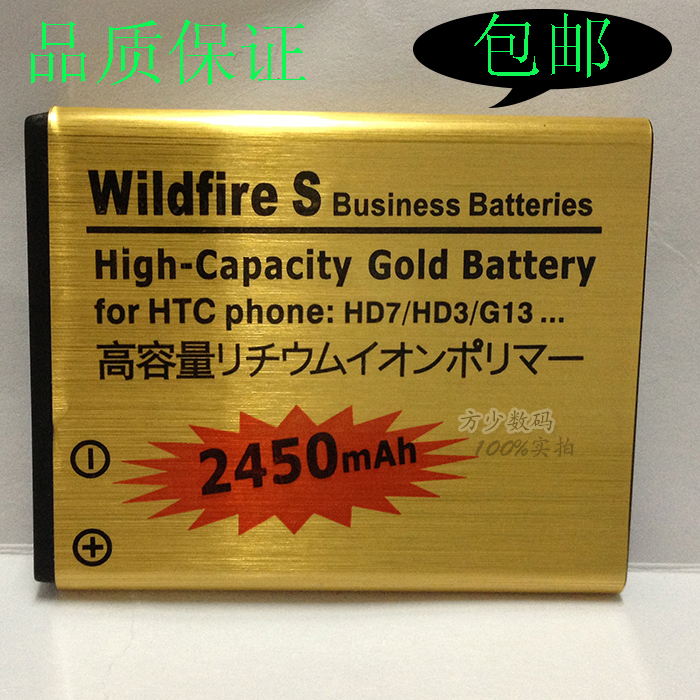 品质保证
包邮
Wildfire S Business Batteries
High-Capacity Gold Battery
for HTC phone: HD7/HD3/G13 ...
高容量リチウムイオンポリマー
方少数码
100%实拍
2450mAh